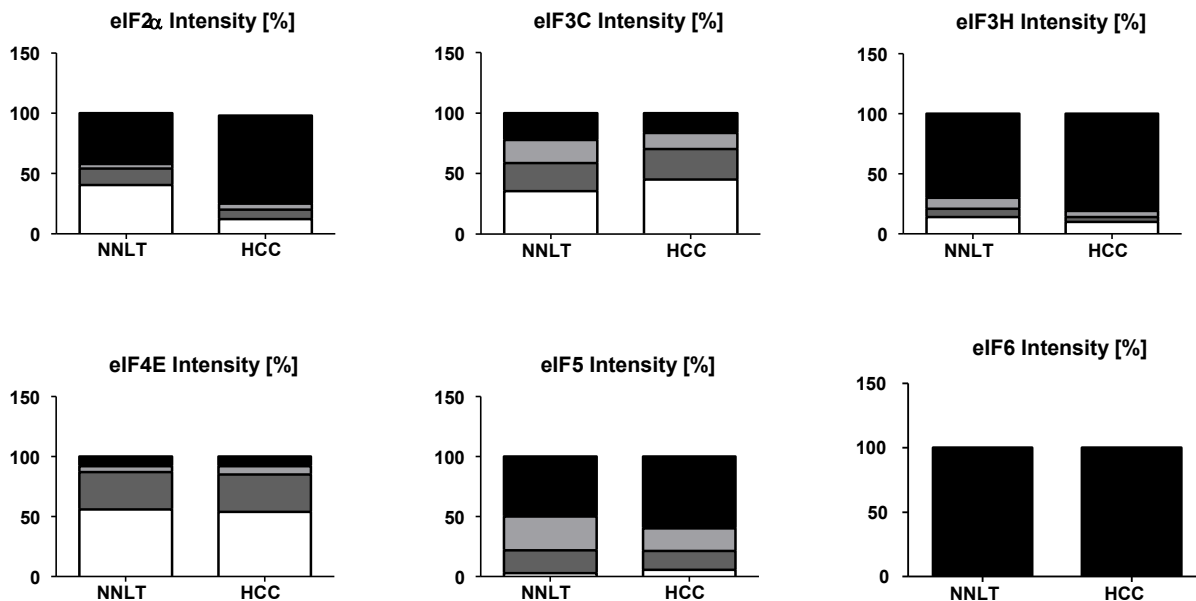 eIF2α Intensity [%]
150
100
50
0
NNLT HCC
eIF3C Intensity [%]
150
100
50
0
NNLT HCC
eIF3H Intensity [%]
150
100
50
0
NNLT HCC
eIF4E Intensity [%]
150
100
50
0
NNLT HCC
eIF5 Intensity [%]
150
100
50
0
NNLT HCC
eIF6 Intensity [%]
150
100
50
0
NNLT HCC